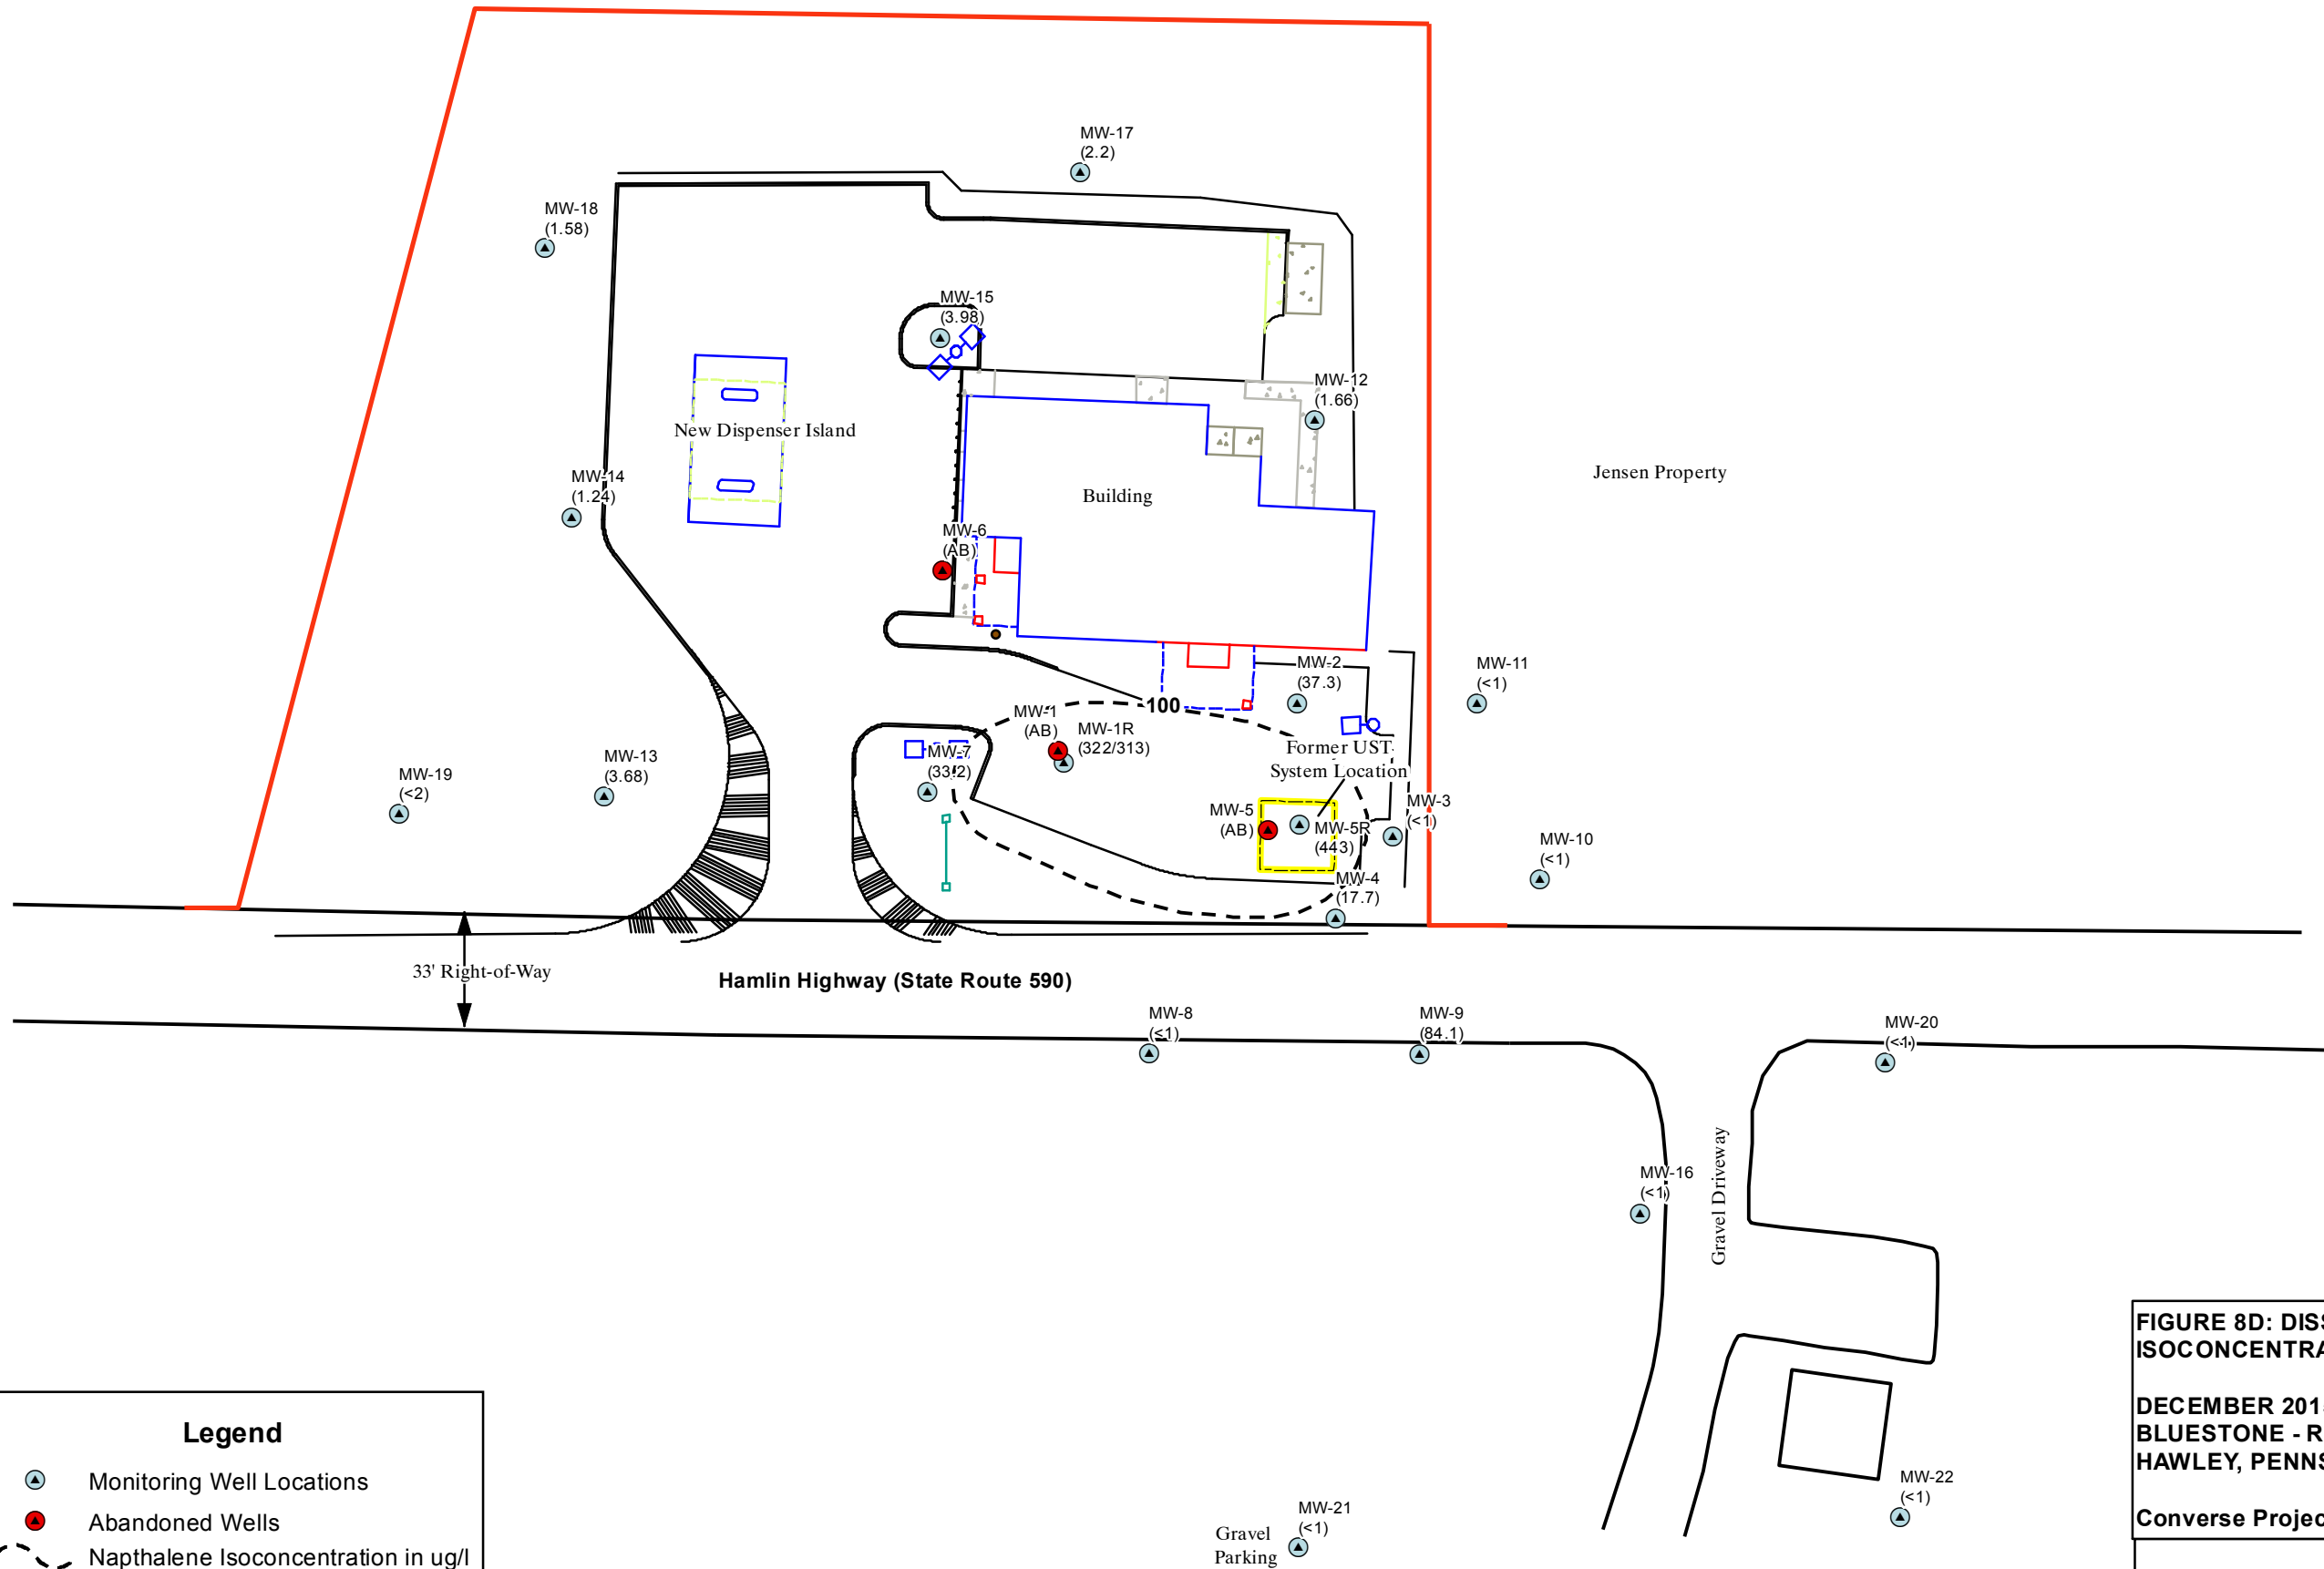 MW-17
(2.2)
MW-18
(1.58)
MW-15
(3.98)
MW-12
(1.66)
New Dispenser Island
Jensen Property
MW-14
(1.24)
Building
MW-6
(AB)
MW-2
(37.3)
MW-11
(<1)
100
MW-1
(AB)
MW-1R
(322/313)
Former UST
System Location
MW-7
(33.2)
MW-13
(3.68)
MW-19
(<2)
MW-5
(AB)
MW-5R
(443)
MW-3
(<1)
MW-10
(<1)
MW-4
(17.7)
33' Right-of-Way
Hamlin Highway (State Route 590)
MW-8
(<1)
MW-9
(84.1)
MW-20
(<1)
MW-16
(<1)
Gravel Driveway
FIGURE 8D:
DECEMBER
BLUESTONE -
HAWLEY,
Converse
Legend
Monitoring Well Locations
Abandoned Wells
Napthalene Isoconcentration in ug/l
MW-22
(<1)
MW-21
(<1)
Gravel
Parking